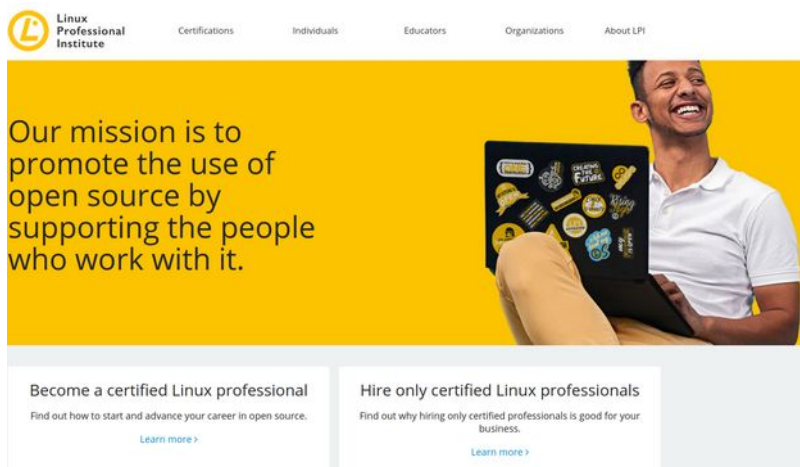 Linux
Professional
Institute
Certifications
Individuals
Educators
Organizations
About LPI
Our mission is to
promote the use of
open source by
supporting the people
who work with it.
CREATING
THE
FUTURE
Become a certified Linux professional
Find out how to start and advance your career in open source.
Learn more >
Hire only certified Linux professionals
Find out why hiring only certified professionals is good for your
business.
Learn more >